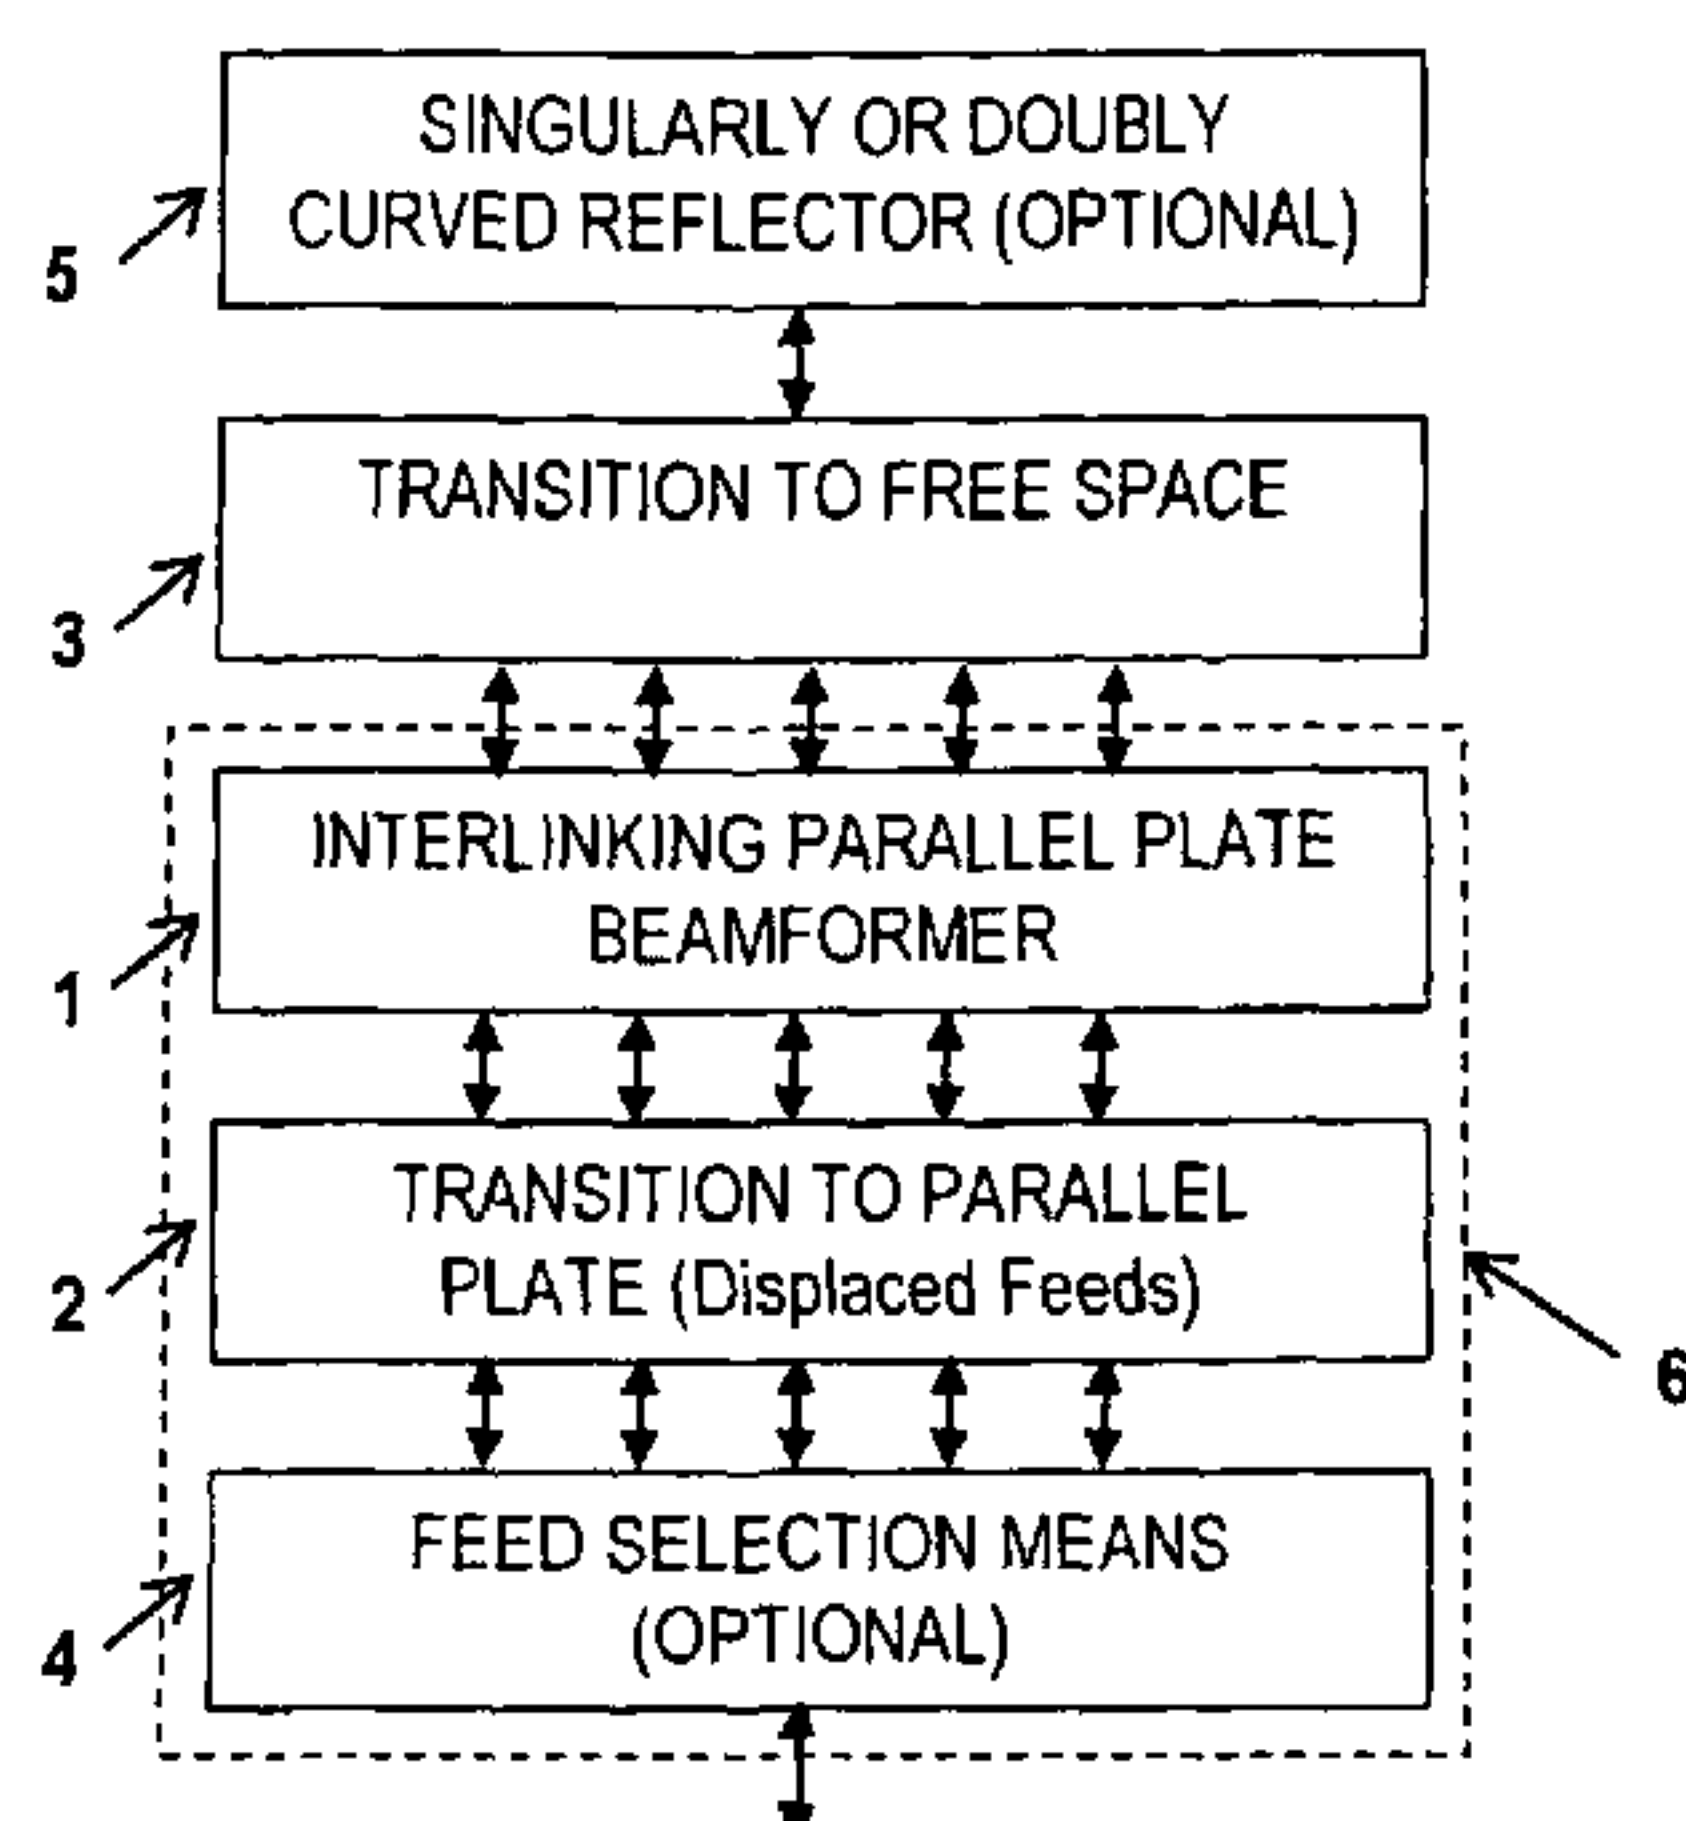 SINGULARLY OR DOUBLY
CURVED REFLECTOR (OPTIONAL)
5
TRANSITION TO FREE SPACE
3
INTERLINKING PARALLEL PLATE
BEAMFORMER
1
TRANSITION TO PARALLEL
PLATE (Displaced Feeds)
2
6
FEED SELECTION MEANS
(OPTIONAL)
4